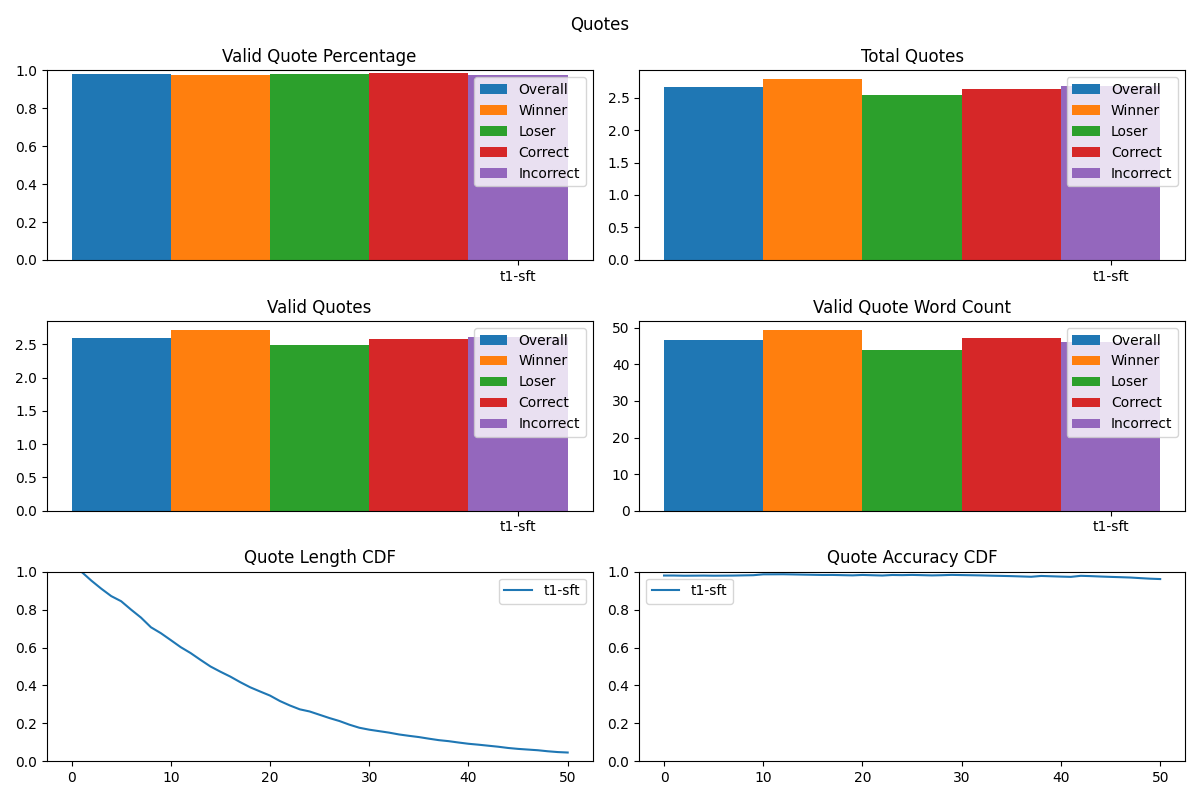 Quotes
Valid Quote Percentage
1.0
0.8
0.6
0.4
0.2
0.0
Overall
Winner
Loser
Correct
Incorrect
t1-sft
Total Quotes
2.5
2.0
1.5
1.0
0.5
0.0
Overall
Winner
Loser
Correct
Incorrect
t1-sft
Valid Quotes
2.5
2.0
1.5
1.0
0.5
0.0
Overall
Winner
Loser
Correct
Incorrect
t1-sft
Valid Quote Word Count
50
40
30
20
10
0
Overall
Winner
Loser
Correct
Incorrect
t1-sft
Quote Length CDF
1.0
0.8
0.6
0.4
0.2
0.0
t1-sft
0 10 20 30 40 50
Quote Accuracy CDF
1.0
0.8
0.6
0.4
0.2
0.0
t1-sft
0 10 20 30 40 50